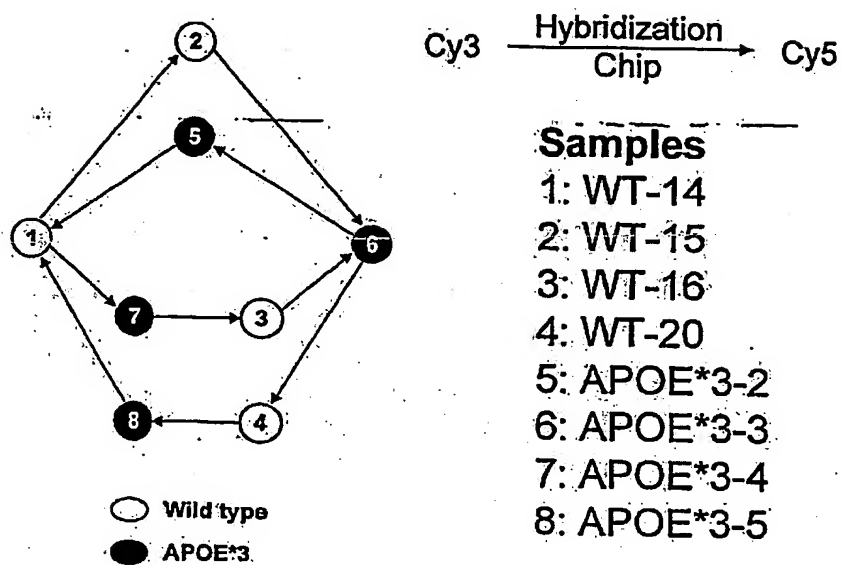 2
Cy3
Hybridization
Chip
Cy5
5
Samples
1: WT-14
1
2: WT-15
6
3: WT-16
7
3
4: WT-20
5: APOE*3-2
8
4
6: APOE*3-3
7: APOE*3-4
Wild type
8: APOE*3-5
APOE*3